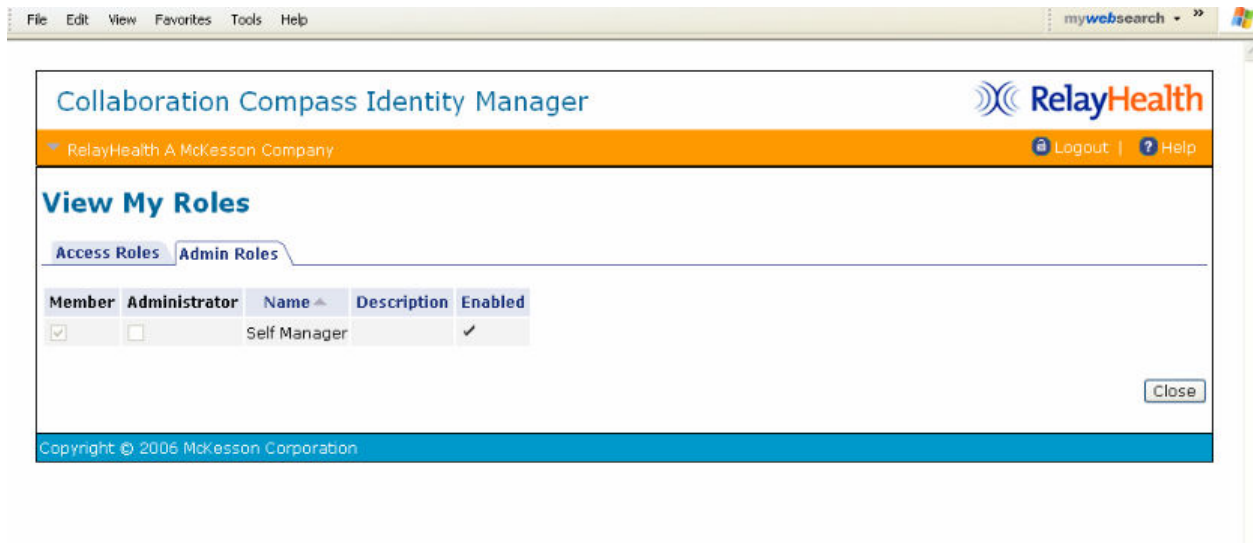 File Edit View Favorites Tools Help mywebsearch »
Collaboration Compass Identity Manager RelayHealth
RelayHealth A McKesson Company Logout | ? Help
View My Roles
Access Roles Admin Roles
Member Administrator Name Description Enabled
Self Manager
Close
Copyright © 2006 McKesson Corporation